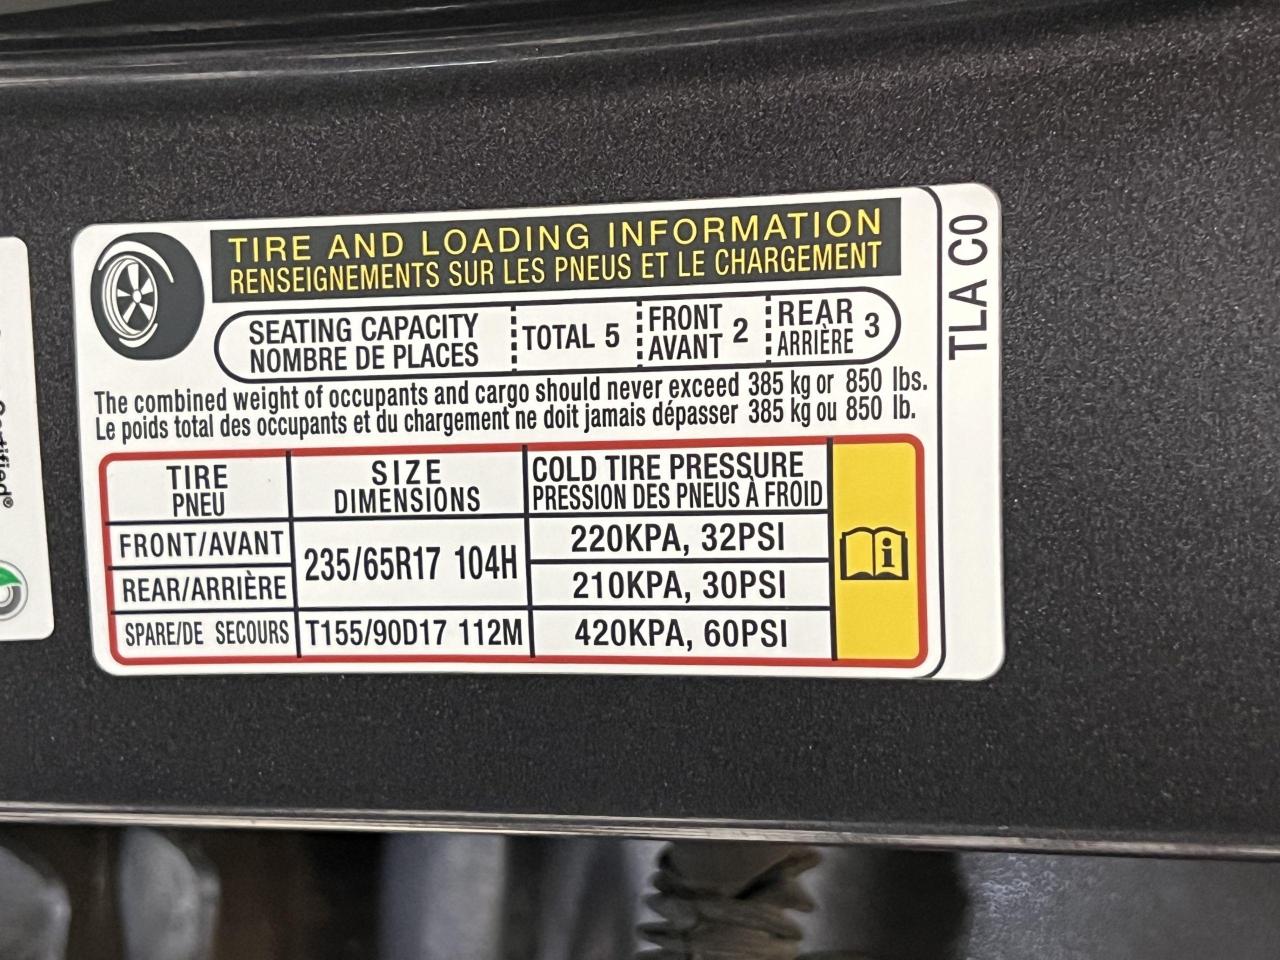 TIRE AND LOADING INFORMATION
RENSEIGNEMENTS SUR LES PNEUS ET LE CHARGEMENT
SEATING CAPACITY
NOMBRE DE PLACES
TOTAL 5
FRONT
AVANT 2
REAR
ARRIÈRE 3
The combined weight of occupants and cargo should never exceed 385 kg or 850 lbs.
Le poids total des occupants et du chargement ne doit jamais dépasser 385 kg ou 850 lb.
TIRE
PNEU
SIZE
DIMENSIONS
COLD TIRE PRESSURE
PRESSION DES PNEUS À FROID
FRONT/AVANT
235/65R17 104H
220KPA, 32PSI
REAR/ARRIÈRE
210KPA, 30PSI
SPARE/DE SECOURS
T155/90D17 112M
420KPA, 60PSI
TLA C0